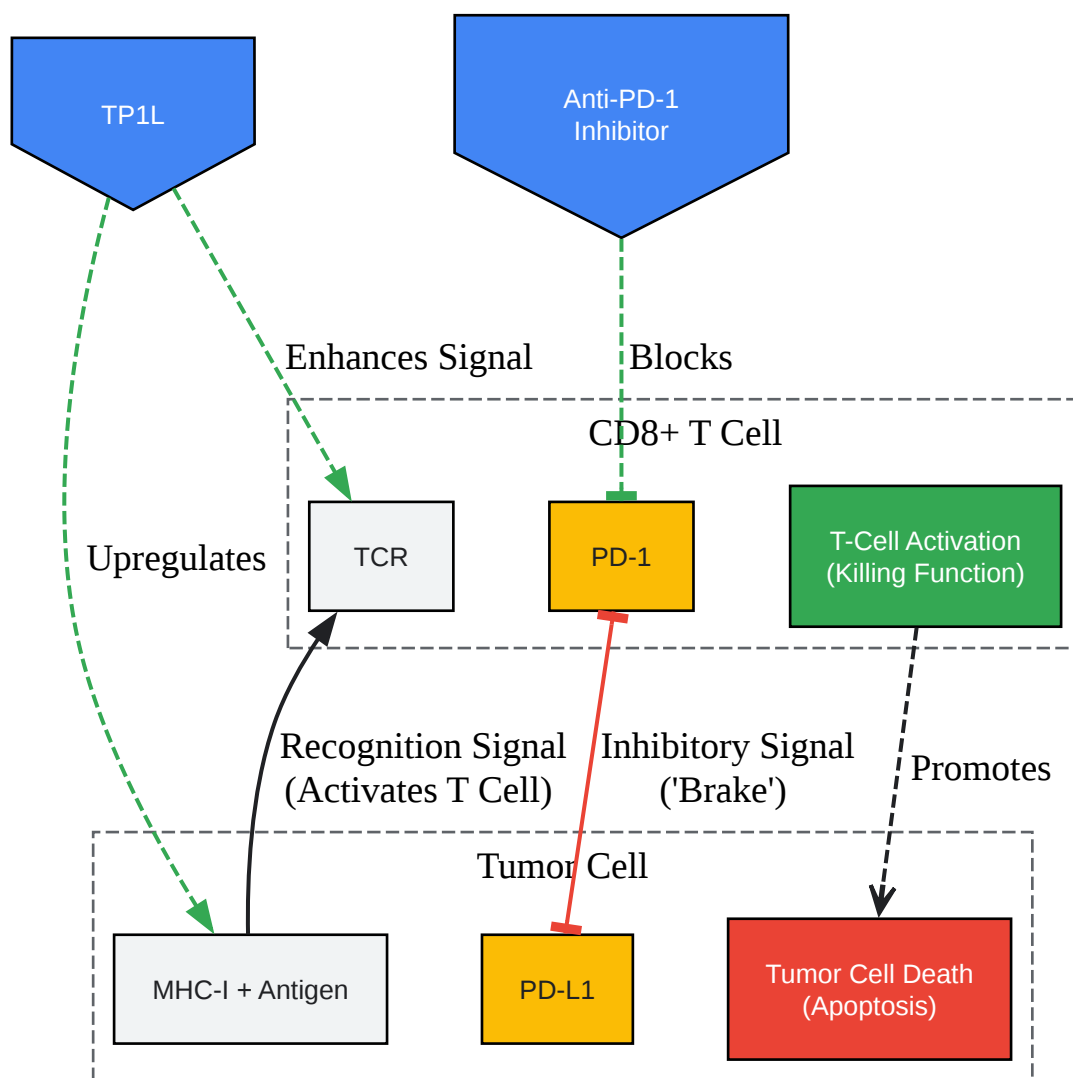 TP1L
Anti-PD-1
Inhibitor
Enhances Signal
Blocks
CD8+ T Cell
TCR
PD-1
T-Cell Activation
(Killing Function)
Upregulates
Recognition Signal
(Activates T Cell)
Inhibitory Signal
('Brake')
Promotes
Tumor Cell
MHC-I + Antigen
PD-L1
Tumor Cell Death
(Apoptosis)